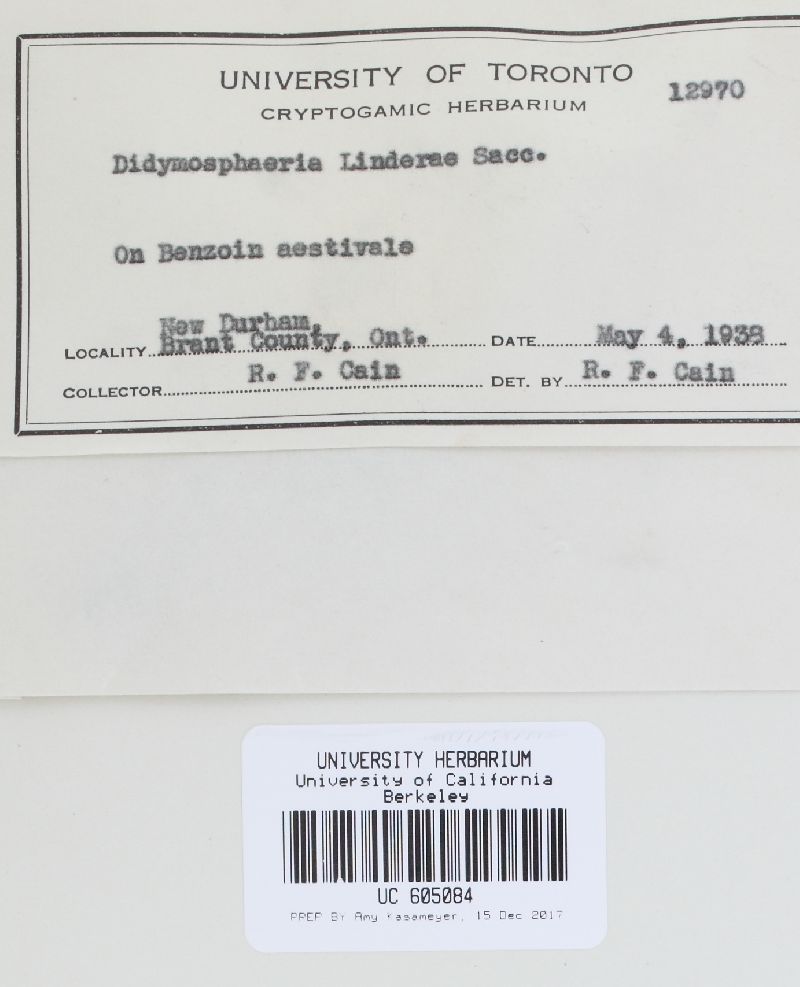 UNIVERSITY OF TORONTO
CRYPTOGAMIC HERBARIUM 12970
Didymosphaeria Linderae Sacc.
On Benzoin aestivale
New Durham,
LOCALITY Brant County, Ont. DATE May 4, 1938
COLLECTOR R. F. Cain DET. BY R. F. Cain
UNIVERSITY HERBARIUM
University of California
Berkeley
UC 605084
PREP BY Amy Kasameyer, 15 Dec 2017